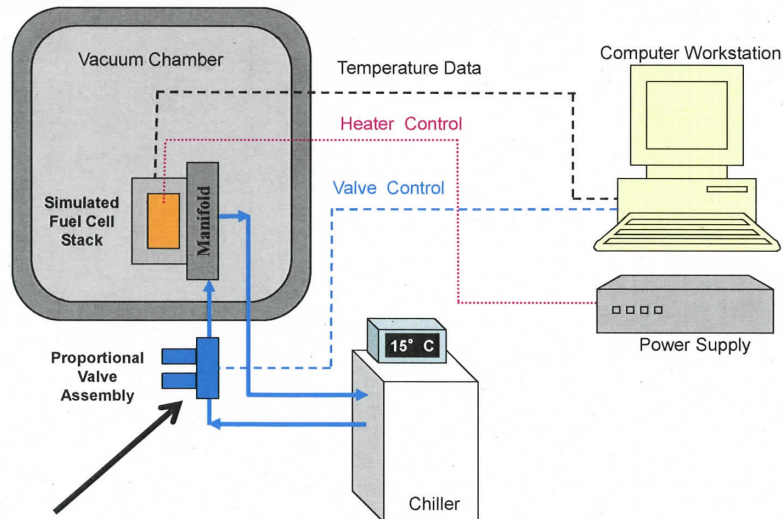 Vacuum Chamber
Temperature Data
Computer Workstation
Heater Control
Valve Control
Simulated
Fuel Cell
Stack
Manifold
Proportional
Valve
Assembly
15° C
Power Supply
Chiller